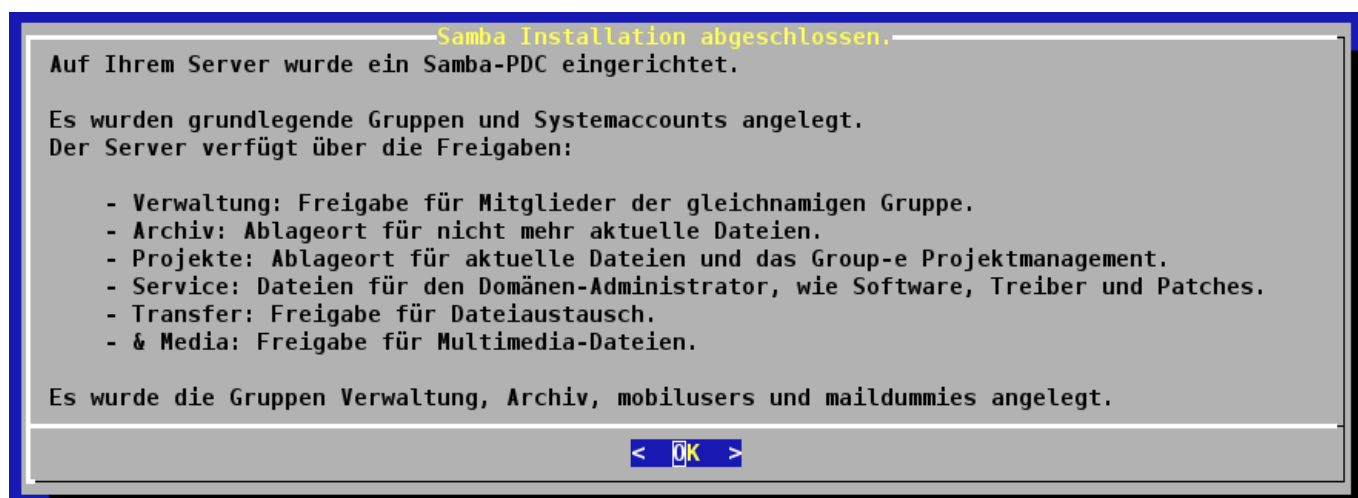 Samba Installation abgeschlossen.
Auf Ihrem Server wurde ein Samba-PDC eingerichtet.
Es wurden grundlegende Gruppen und Systemaccounts angelegt.
Der Server verfügt über die Freigaben:
- Verwaltung: Freigabe für Mitglieder der gleichnamigen Gruppe.
- Archiv: Ablageort für nicht mehr aktuelle Dateien.
- Projekte: Ablageort für aktuelle Dateien und das Group-e Projektmanagement.
- Service: Dateien für den Domänen-Administrator, wie Software, Treiber und Patches.
- Transfer: Freigabe für Dateiaustausch.
- & Media: Freigabe für Multimedia-Dateien.
Es wurde die Gruppen Verwaltung, Archiv, mobilusers und maildummies angelegt.
< OK >